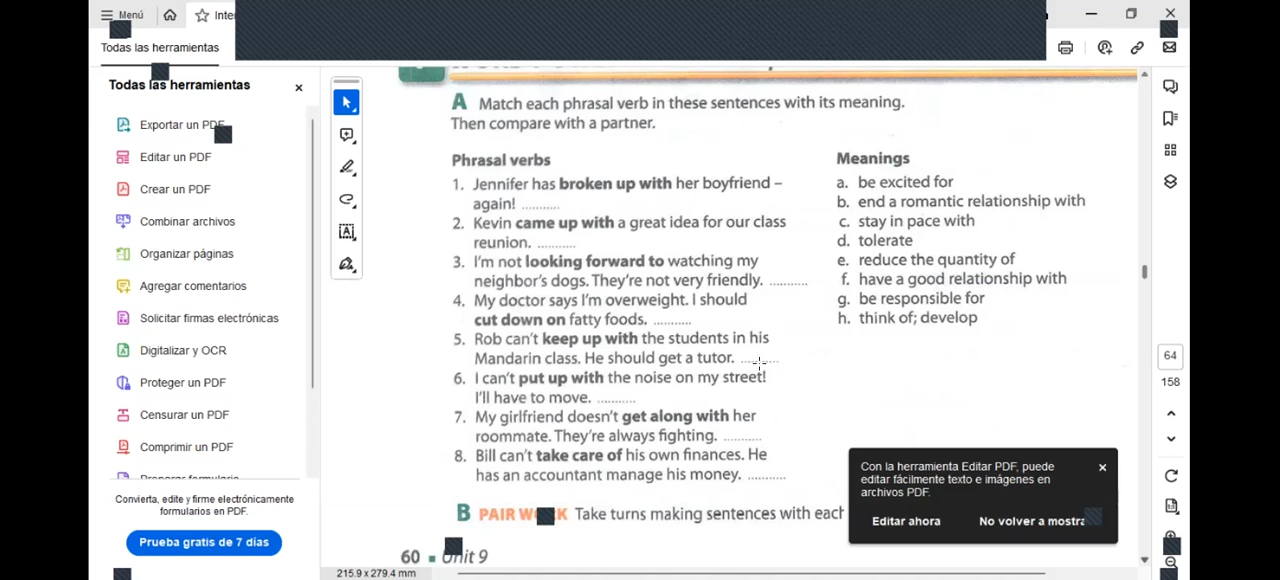 Menú
Todas las herramientas
Todas las herramientas
Exportar un PDF
Editar un PDF
Crear un PDF
Combinar archivos
Organizar páginas
Agregar comentarios
Solicitar firmas electrónicas
Digitalizar y OCR
Proteger un PDF
Censurar un PDF
Comprimir un PDF
Convierta, edite y firme electrónicamente
formularios en PDF.
Prueba gratis de 7 días
A Match each phrasal verb in these sentences with its meaning.
Then compare with a partner.
Phrasal verbs
1. Jennifer has broken up with her boyfriend –
again! ...........
2. Kevin came up with a great idea for our class
reunion. ...........
3. I'm not looking forward to watching my
neighbor's dogs. They're not very friendly. ...........
4. My doctor says I'm overweight. I should
cut down on fatty foods. ...........
5. Rob can't keep up with the students in his
Mandarin class. He should get a tutor. ...........
6. I can't put up with the noise on my street!
I'll have to move. ...........
7. My girlfriend doesn't get along with her
roommate. They're always fighting. ...........
8. Bill can't take care of his own finances. He
has an accountant manage his money. ...........
Meanings
a. be excited for
b. end a romantic relationship with
c. stay in pace with
d. tolerate
e. reduce the quantity of
f. have a good relationship with
g. be responsible for
h. think of; develop
B PAIR Take turns making sentences with each
60 ▪ Unit 9
215.9 x 279.4 mm
64
158
Con la herramienta Editar PDF, puede
editar fácilmente texto e imágenes en
archivos PDF.
Editar ahora
No volver a mostra